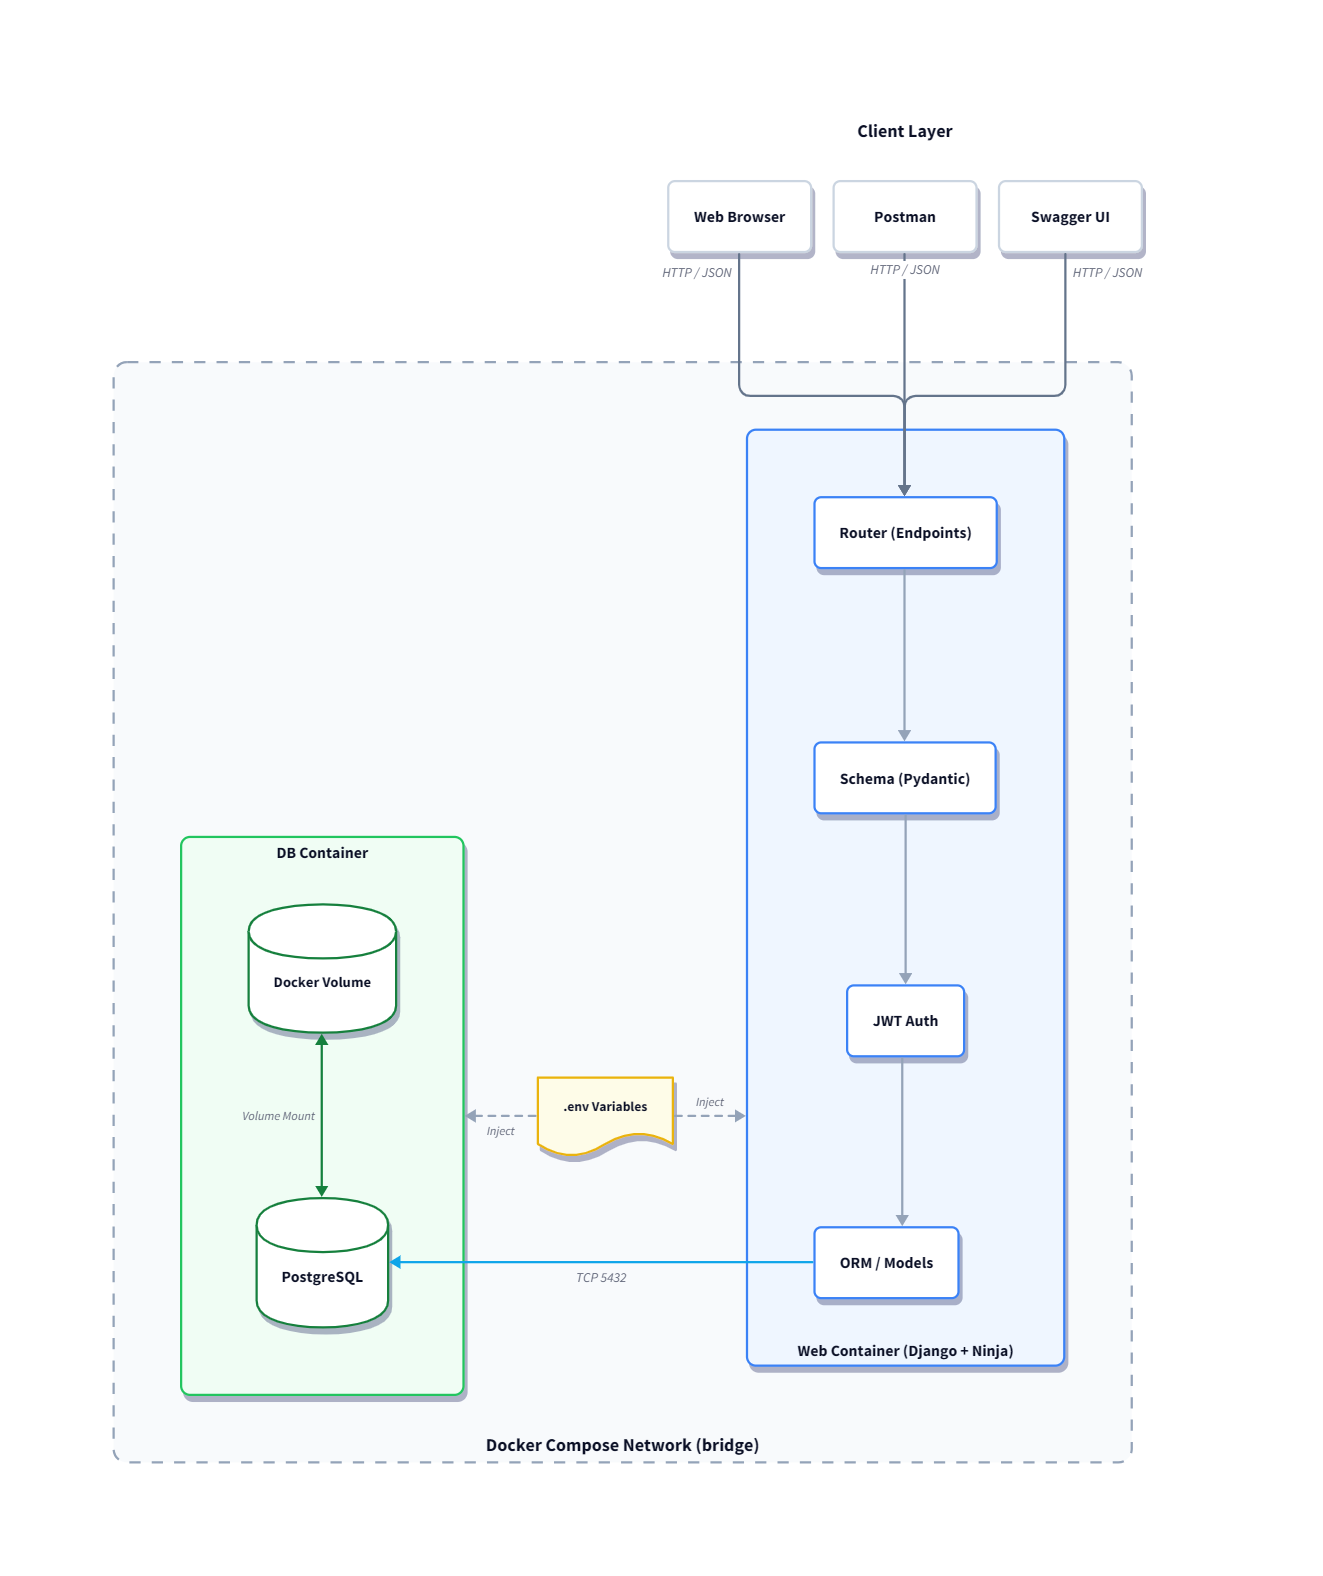 Client Layer
Web Browser
Postman
Swagger UI
HTTP / JSON
HTTP / JSON
HTTP / JSON
Router (Endpoints)
Schema (Pydantic)
DB Container
Docker Volume
JWT Auth
.env Variables
Inject
Volume Mount
Inject
ORM / Models
PostgreSQL
TCP 5432
Web Container (Django + Ninja)
Docker Compose Network (bridge)